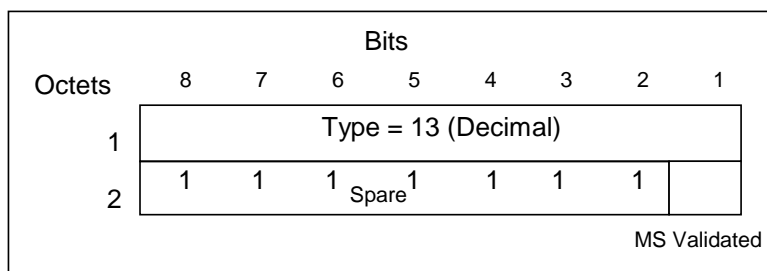 Bits
Octets 8 7 6 5 4 3 2 1
1 Type = 13 (Decimal)
2 1 1 1 1 1 1 1
Spare
MS Validated